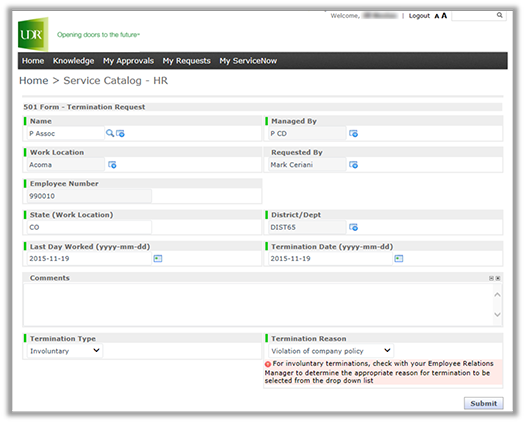 Welcome, | Logout A A
UDR Opening doors to the future
Home Knowledge My Approvals My Requests My ServiceNow
Home > Service Catalog - HR
501 Form - Termination Request
Name Managed By
P Assoc P CD
Work Location Requested By
Acoma Mark Ceriani
Employee Number
990010
State (Work Location) District/Dept
CO DIST65
Last Day Worked (yyyy-mm-dd) Termination Date (yyyy-mm-dd)
2015-11-19 2015-11-19
Comments
Termination Type Termination Reason
Involuntary Violation of company policy
For involuntary terminations, check with your Employee Relations
Manager to determine the appropriate reason for termination to be
selected from the drop down list
Submit